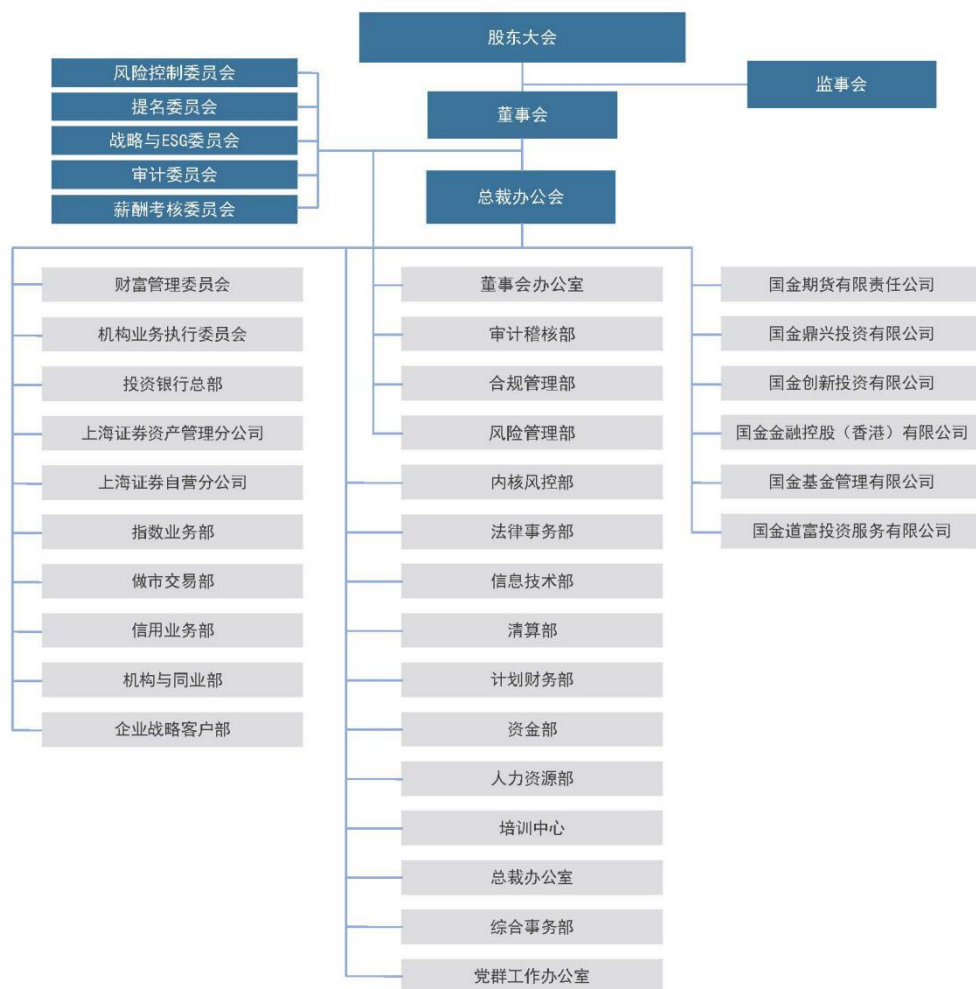 股东大会
风险控制委员会
提名委员会
战略与ESG委员会
审计委员会
薪酬考核委员会
监事会
董事会
总裁办公会
财富管理委员会
机构业务执行委员会
投资银行总部
上海证券资产管理分公司
上海证券自营分公司
指数业务部
做市交易部
信用业务部
机构与同业部
企业战略客户部
董事会办公室
审计稽核部
合规管理部
风险管理部
内核风控部
法律事务部
信息技术部
清算部
计划财务部
资金部
人力资源部
培训中心
总裁办公室
综合事务部
党群工作办公室
国金期货有限责任公司
国金鼎兴投资有限公司
国金创新投资有限公司
国金金融控股（香港）有限公司
国金基金管理有限公司
国金道富投资服务有限公司